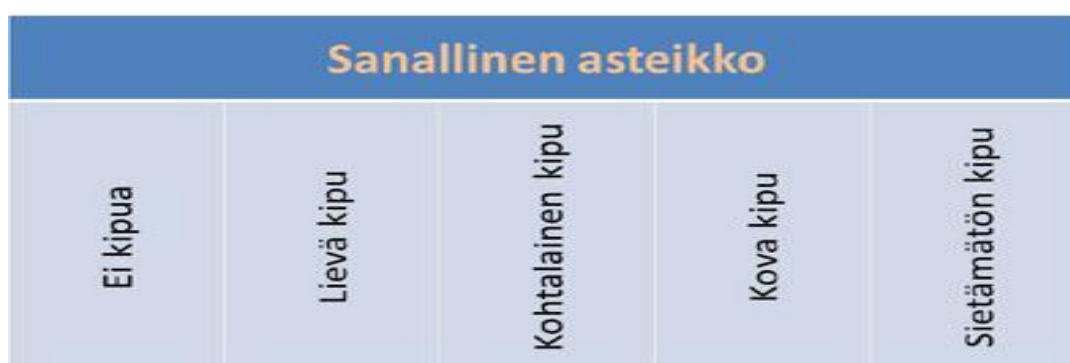 Sanallinen asteikko
Ei kipua
Lievä kipu
Kohtalainen kipu
Kova kipu
Sietämätön kipu